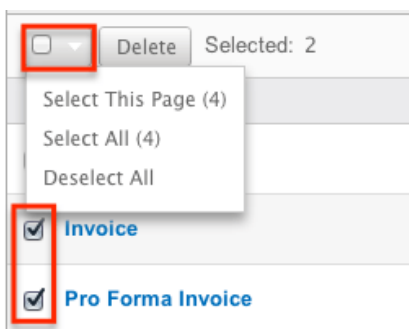 Delete Selected: 2
Select This Page (4)
Select All (4)
Deselect All
Invoice
Pro Forma Invoice